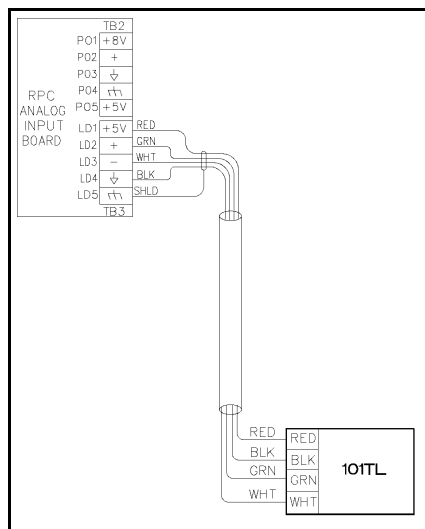 TB2
PO1 +8V
PO2 +
PO3
PO4
PO5 +5V
RPC
ANALOG
INPUT
BOARD
LD1 +5V RED
LD2 + GRN
LD3 - WHT
LD4 BLK
LD5 SHLD
TB3
RED RED
BLK BLK
GRN GRN
WHT WHT
101TL